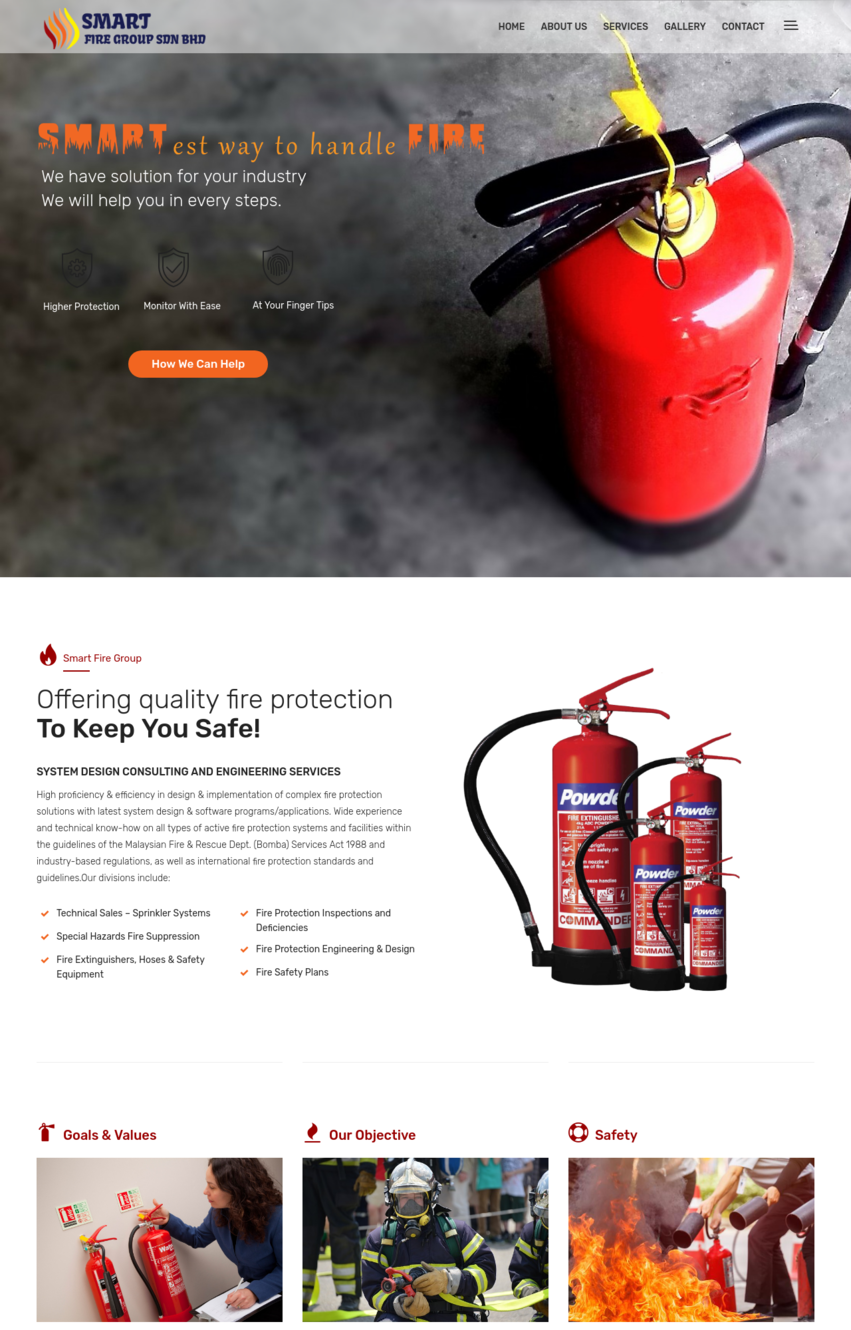 SMART
FIRE GROUP SDN BHD
HOME ABOUT US SERVICES GALLERY CONTACT
SMARTest way to handle FIRE
We have solution for your industry
We will help you in every steps.
Higher Protection Monitor With Ease At Your Finger Tips
How We Can Help
Smart Fire Group
Offering quality fire protection
To Keep You Safe!
SYSTEM DESIGN CONSULTING AND ENGINEERING SERVICES
High proficiency & efficiency in design & implementation of complex fire protection
solutions with latest system design & software programs/applications. Wide experience
and technical know-how on all types of active fire protection systems and facilities within
the guidelines of the Malaysian Fire & Rescue Dept. (Bomba) Services Act 1988 and
industry-based regulations, as well as international fire protection standards and
guidelines.Our divisions include:
Technical Sales – Sprinkler Systems
Special Hazards Fire Suppression
Fire Extinguishers, Hoses & Safety
Equipment
Fire Protection Inspections and
Deficiencies
Fire Protection Engineering & Design
Fire Safety Plans
Powder
FIRE EXTINGUISHER
COMMANDER
Powder
Powder
COMMANDER
Powder
Goals & Values
Our Objective
Safety